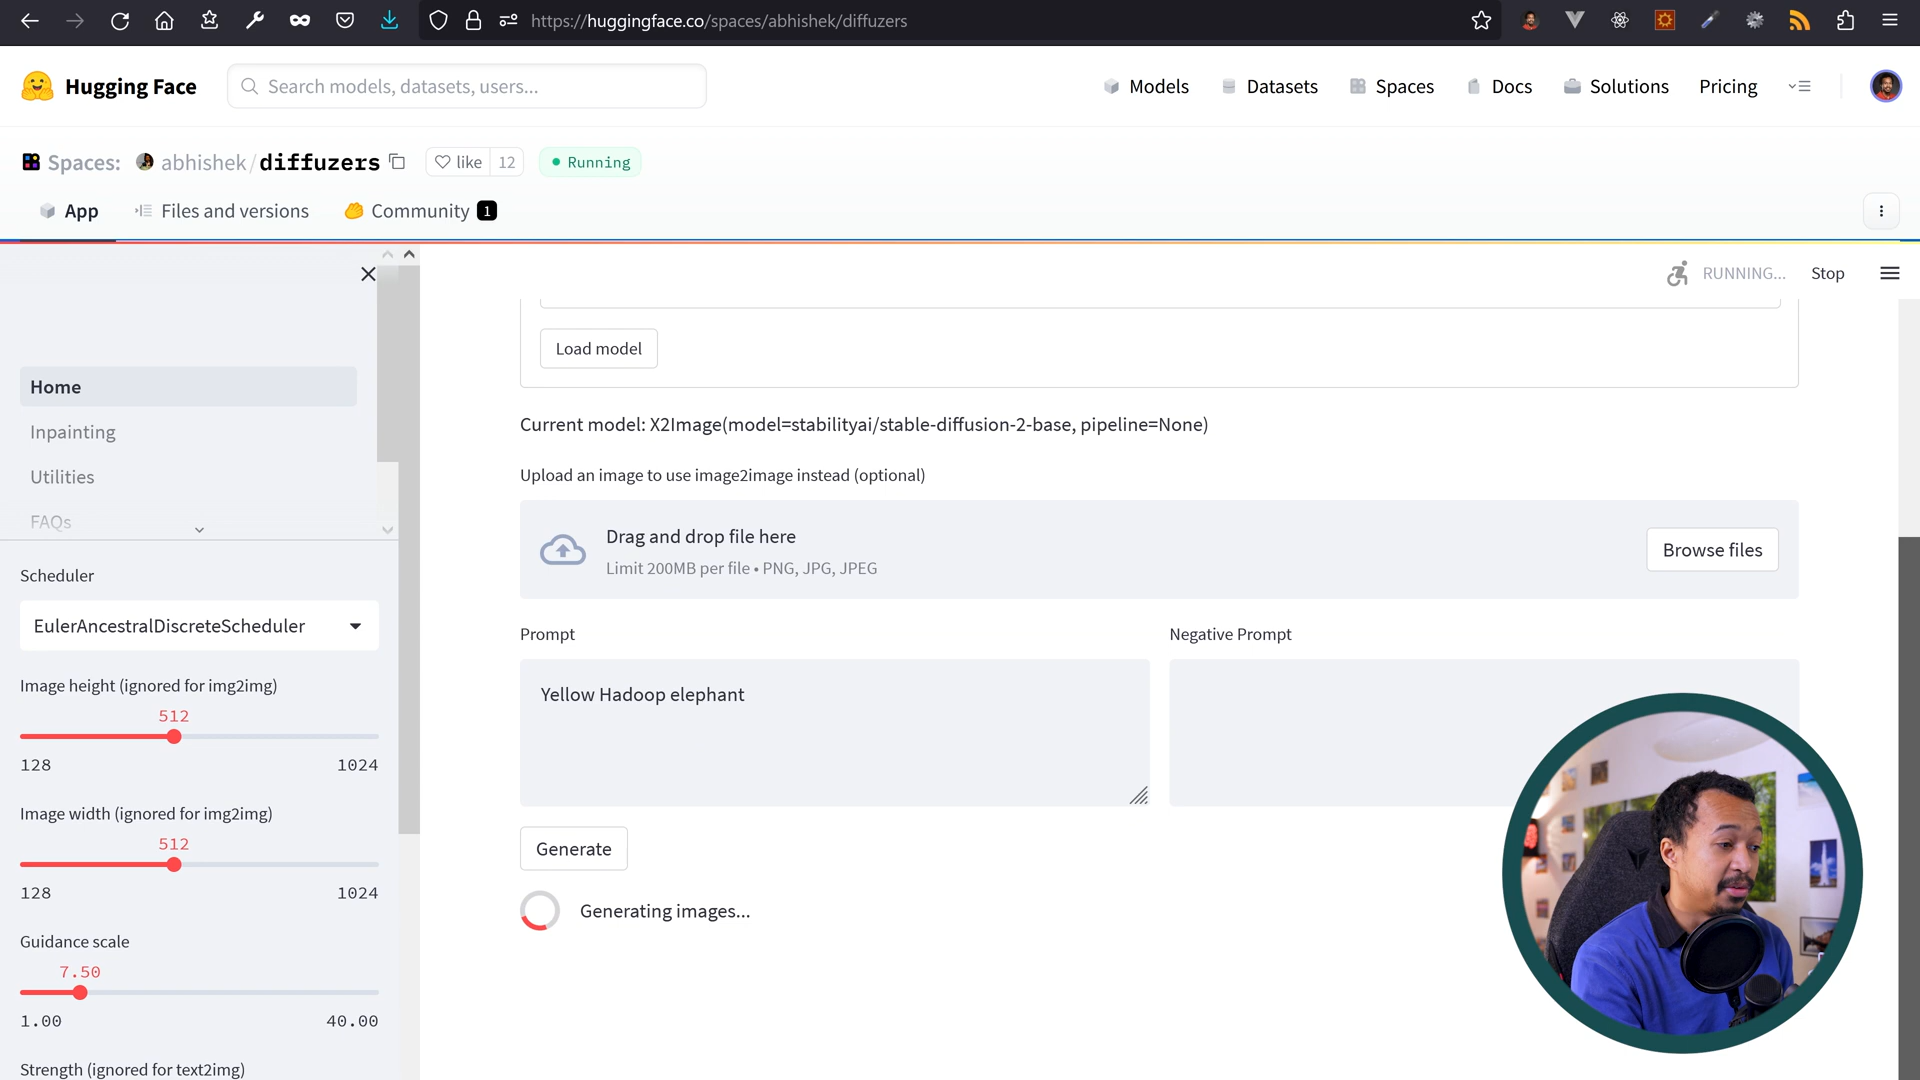 https://huggingface.co/spaces/abhishek/diffuzers
Hugging Face
Search models, datasets, users...
Models
Datasets
Spaces
Docs
Solutions
Pricing
Spaces:
abhishek/diffuzers
like 12
Running
App
Files and versions
Community 1
RUNNING...
Stop
Home
Inpainting
Utilities
FAQs
Scheduler
EulerAncestralDiscreteScheduler
Image height (ignored for img2img)
512
128 1024
Image width (ignored for img2img)
512
128 1024
Guidance scale
7.50
1.00 40.00
Strength (ignored for text2img)
Load model
Current model: X2Image(model=stabilityai/stable-diffusion-2-base, pipeline=None)
Upload an image to use image2image instead (optional)
Drag and drop file here
Limit 200MB per file • PNG, JPG, JPEG
Browse files
Prompt
Negative Prompt
Yellow Hadoop elephant
Generate
Generating images...